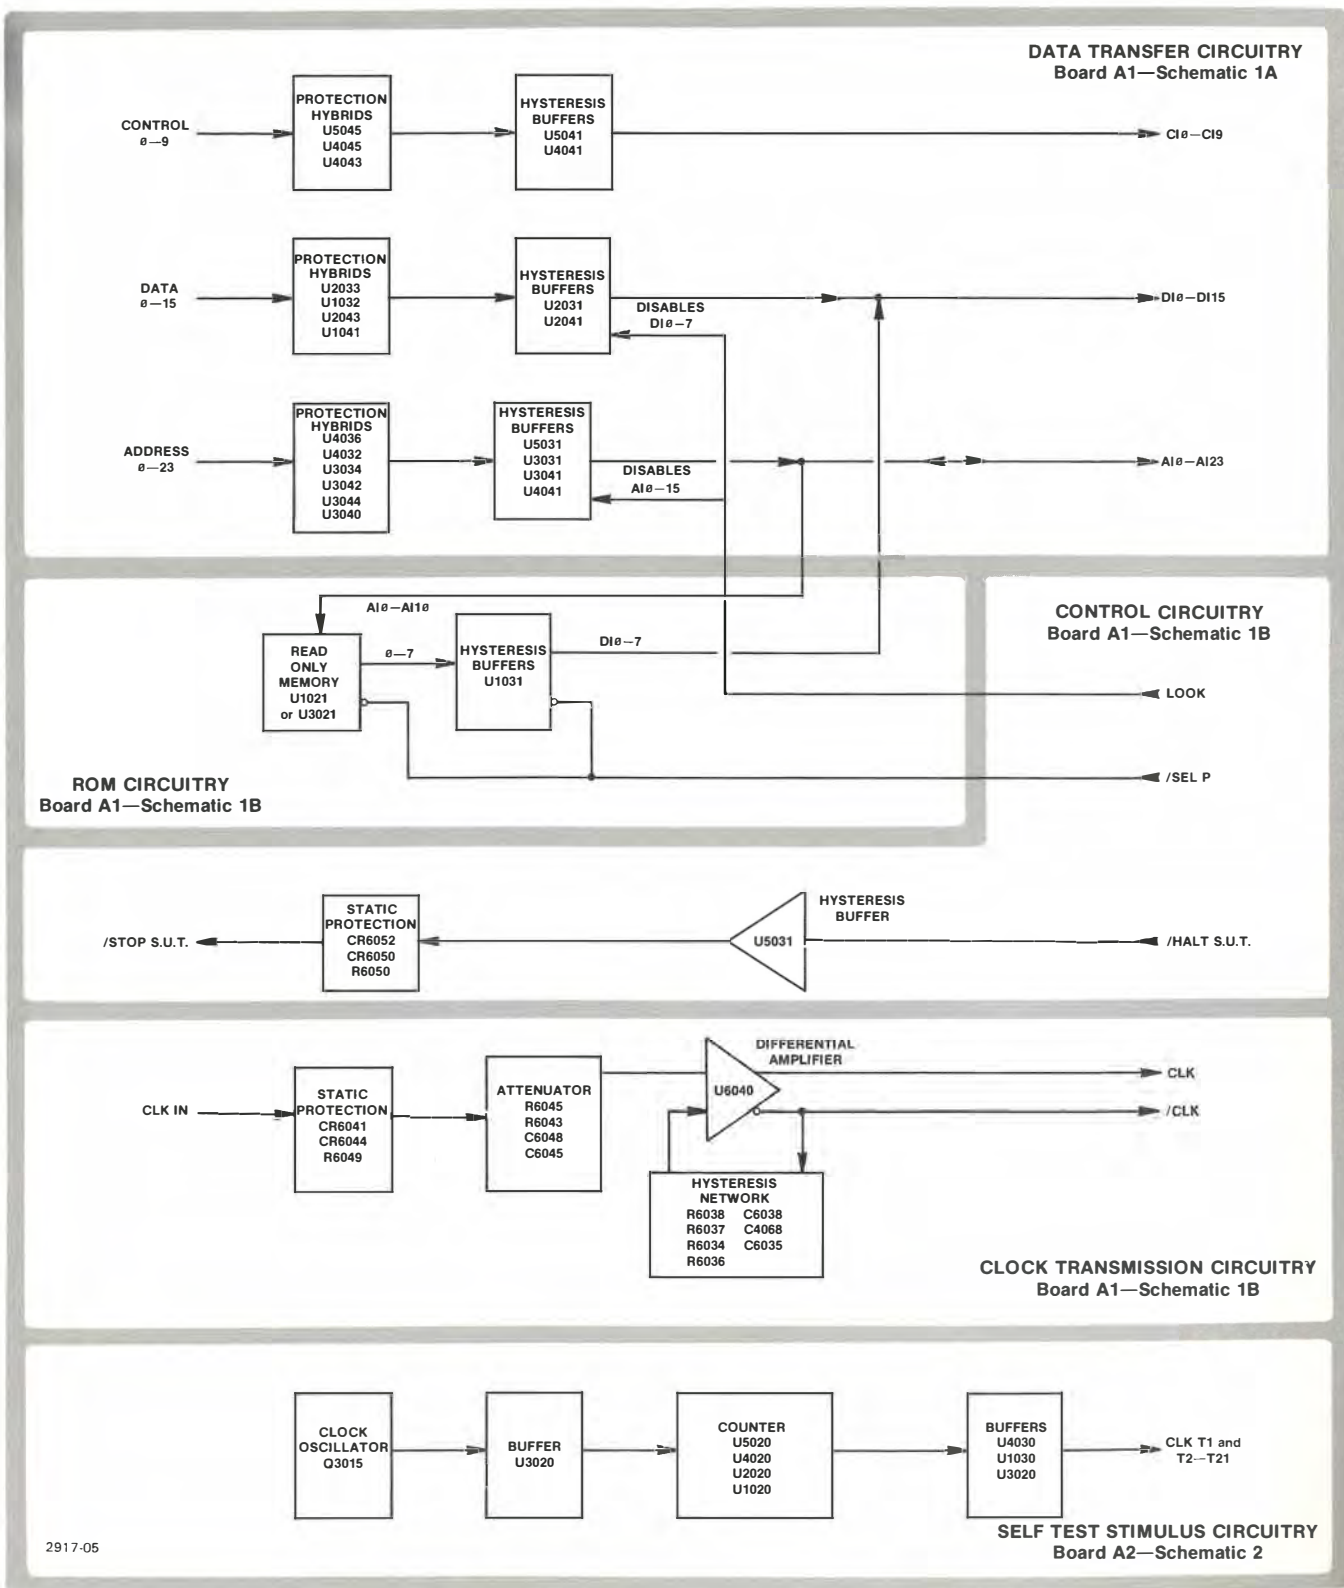 DATA TRANSFER CIRCUITRY
Board A1—Schematic 1A
CONTROL
ø—9
PROTECTION
HYBRIDS
U5045
U4045
U4043
HYSTERESIS
BUFFERS
U5041
U4041
CIø—CI9
DATA
ø—15
PROTECTION
HYBRIDS
U2033
U1032
U2043
U1041
HYSTERESIS
BUFFERS
U2031
U2041
DISABLES
DIø—7
DIø—DI15
ADDRESS
ø—23
PROTECTION
HYBRIDS
U4036
U4032
U3034
U3042
U3044
U3040
HYSTERESIS
BUFFERS
U5031
U3031
U3041
U4041
DISABLES
AIø—15
AIø—AI23
AIø—AI1ø
READ
ONLY
MEMORY
U1021
or U3021
ø—7
HYSTERESIS
BUFFERS
U1031
DIø—7
CONTROL CIRCUITRY
Board A1—Schematic 1B
LOOK
/SEL P
ROM CIRCUITRY
Board A1—Schematic 1B
/STOP S.U.T.
STATIC
PROTECTION
CR6052
CR6050
R6050
U5031
HYSTERESIS
BUFFER
/HALT S.U.T.
CLK IN
STATIC
PROTECTION
CR6041
CR6044
R6049
ATTENUATOR
R6045
R6043
C6048
C6045
U6040
DIFFERENTIAL
AMPLIFIER
CLK
/CLK
HYSTERESIS
NETWORK
R6038 C6038
R6037 C4068
R6034 C6035
R6036
CLOCK TRANSMISSION CIRCUITRY
Board A1—Schematic 1B
CLOCK
OSCILLATOR
Q3015
BUFFER
U3020
COUNTER
U5020
U4020
U2020
U1020
BUFFERS
U4030
U1030
U3020
CLK T1 and
T2—T21
SELF TEST STIMULUS CIRCUITRY
Board A2—Schematic 2
2917-05